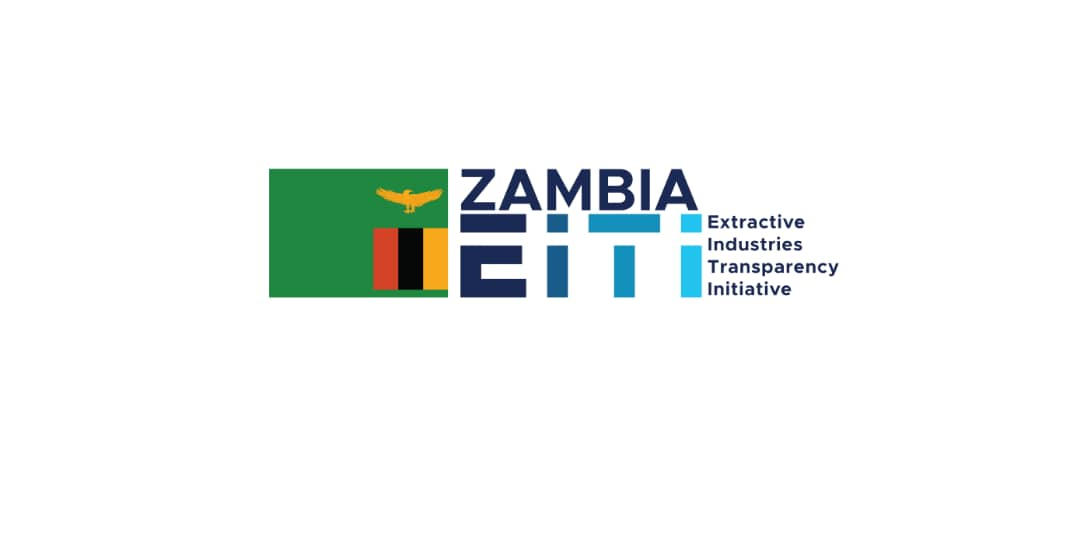 ZAMBIA
EiTi
Extractive
Industries
Transparency
Initiative